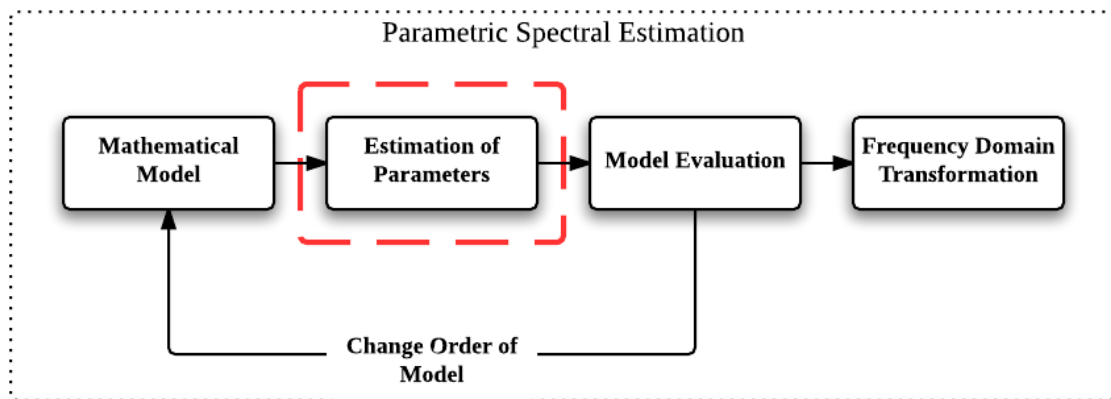 Parametric Spectral Estimation
Mathematical
Model
Estimation of
Parameters
Model Evaluation
Frequency Domain
Transformation
Change Order of
Model